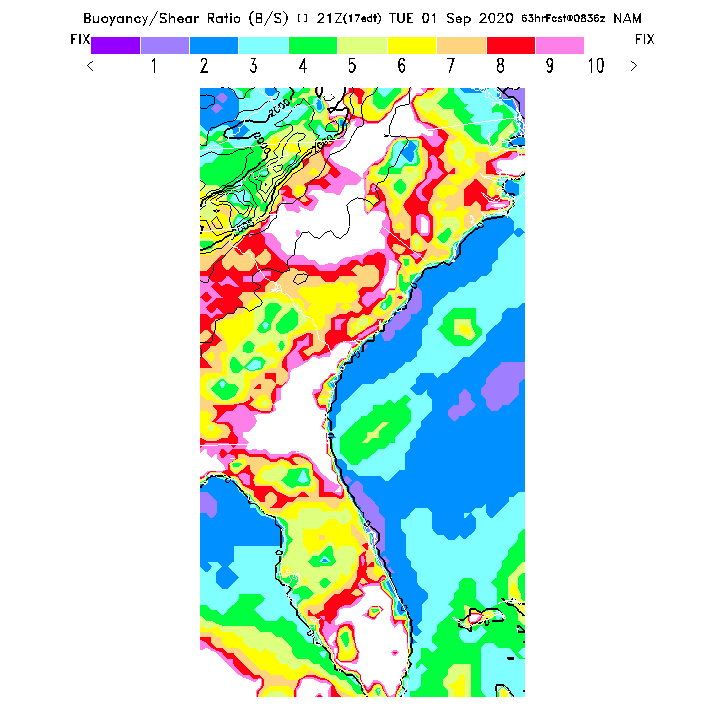 Buoyancy/Shear Ratio (B/S) [] 21Z(17edt) TUE 01 Sep 2020 63hrFcst@0836z NAM
FIX FIX
< 1 2 3 4 5 6 7 8 9 10 >
2000